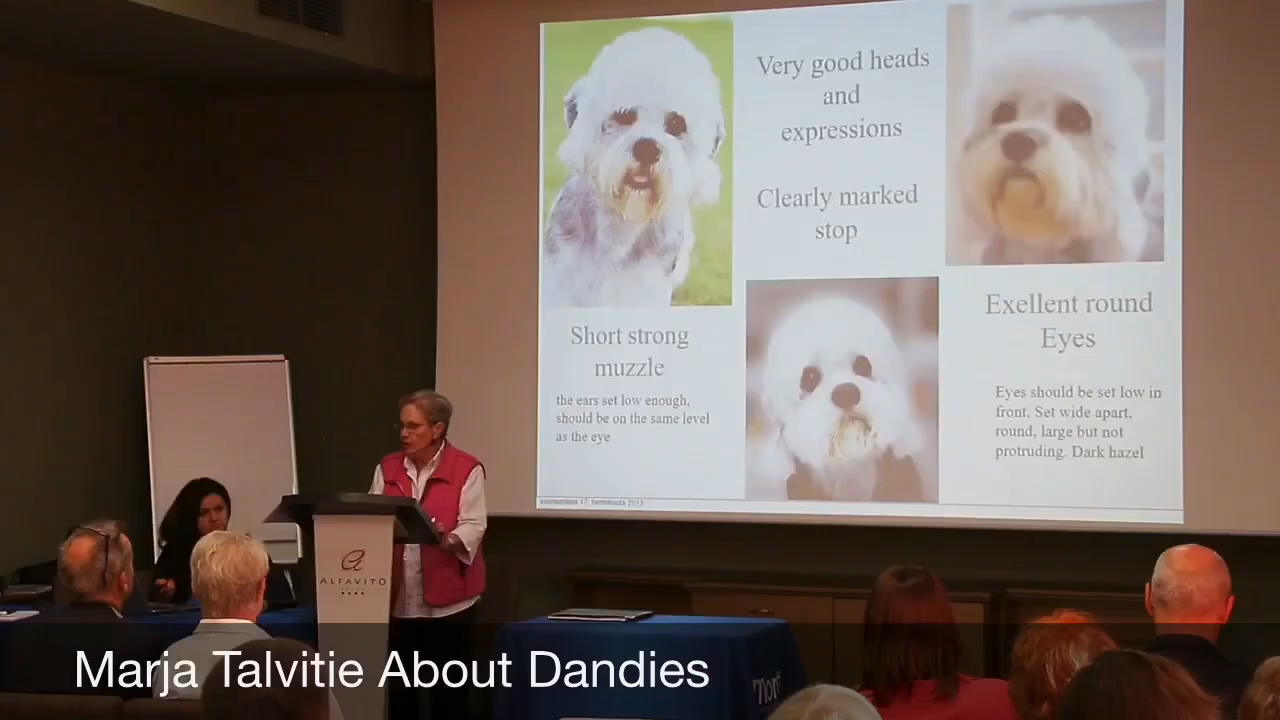 Very good heads
and
expressions
Clearly marked
stop
Short strong
muzzle
the ears set low enough,
should be on the same level
as the eye
Exellent round
Eyes
Eyes should be set low in
front, Set wide apart,
round, large but not
protruding. Dark hazel
ALFAVITO
Marja Talvitie About Dandies